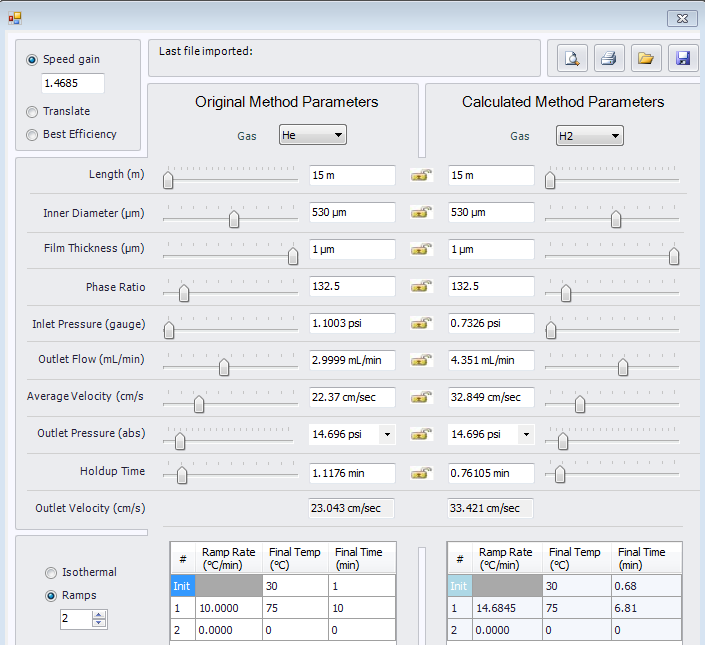 Last file imported:
Speed gain
1.4685
Translate
Best Efficiency
Original Method Parameters
Calculated Method Parameters
Gas He
Gas H2
Length (m) 15 m 15 m
Inner Diameter (µm) 530 µm 530 µm
Film Thickness (µm) 1 µm 1 µm
Phase Ratio 132.5 132.5
Inlet Pressure (gauge) 1.1003 psi 0.7326 psi
Outlet Flow (mL/min) 2.9999 mL/min 4.351 mL/min
Average Velocity (cm/s 22.37 cm/sec 32.849 cm/sec
Outlet Pressure (abs) 14.696 psi 14.696 psi
Holdup Time 1.1176 min 0.76105 min
Outlet Velocity (cm/s) 23.043 cm/sec 33.421 cm/sec
Isothermal
Ramps
2
# Ramp Rate (°C/min) Final Temp (°C) Final Time (min)
Init 30 1
1 10.0000 75 10
2 0.0000 0 0
# Ramp Rate (°C/min) Final Temp (°C) Final Time (min)
Init 30 0.68
1 14.6845 75 6.81
2 0.0000 0 0